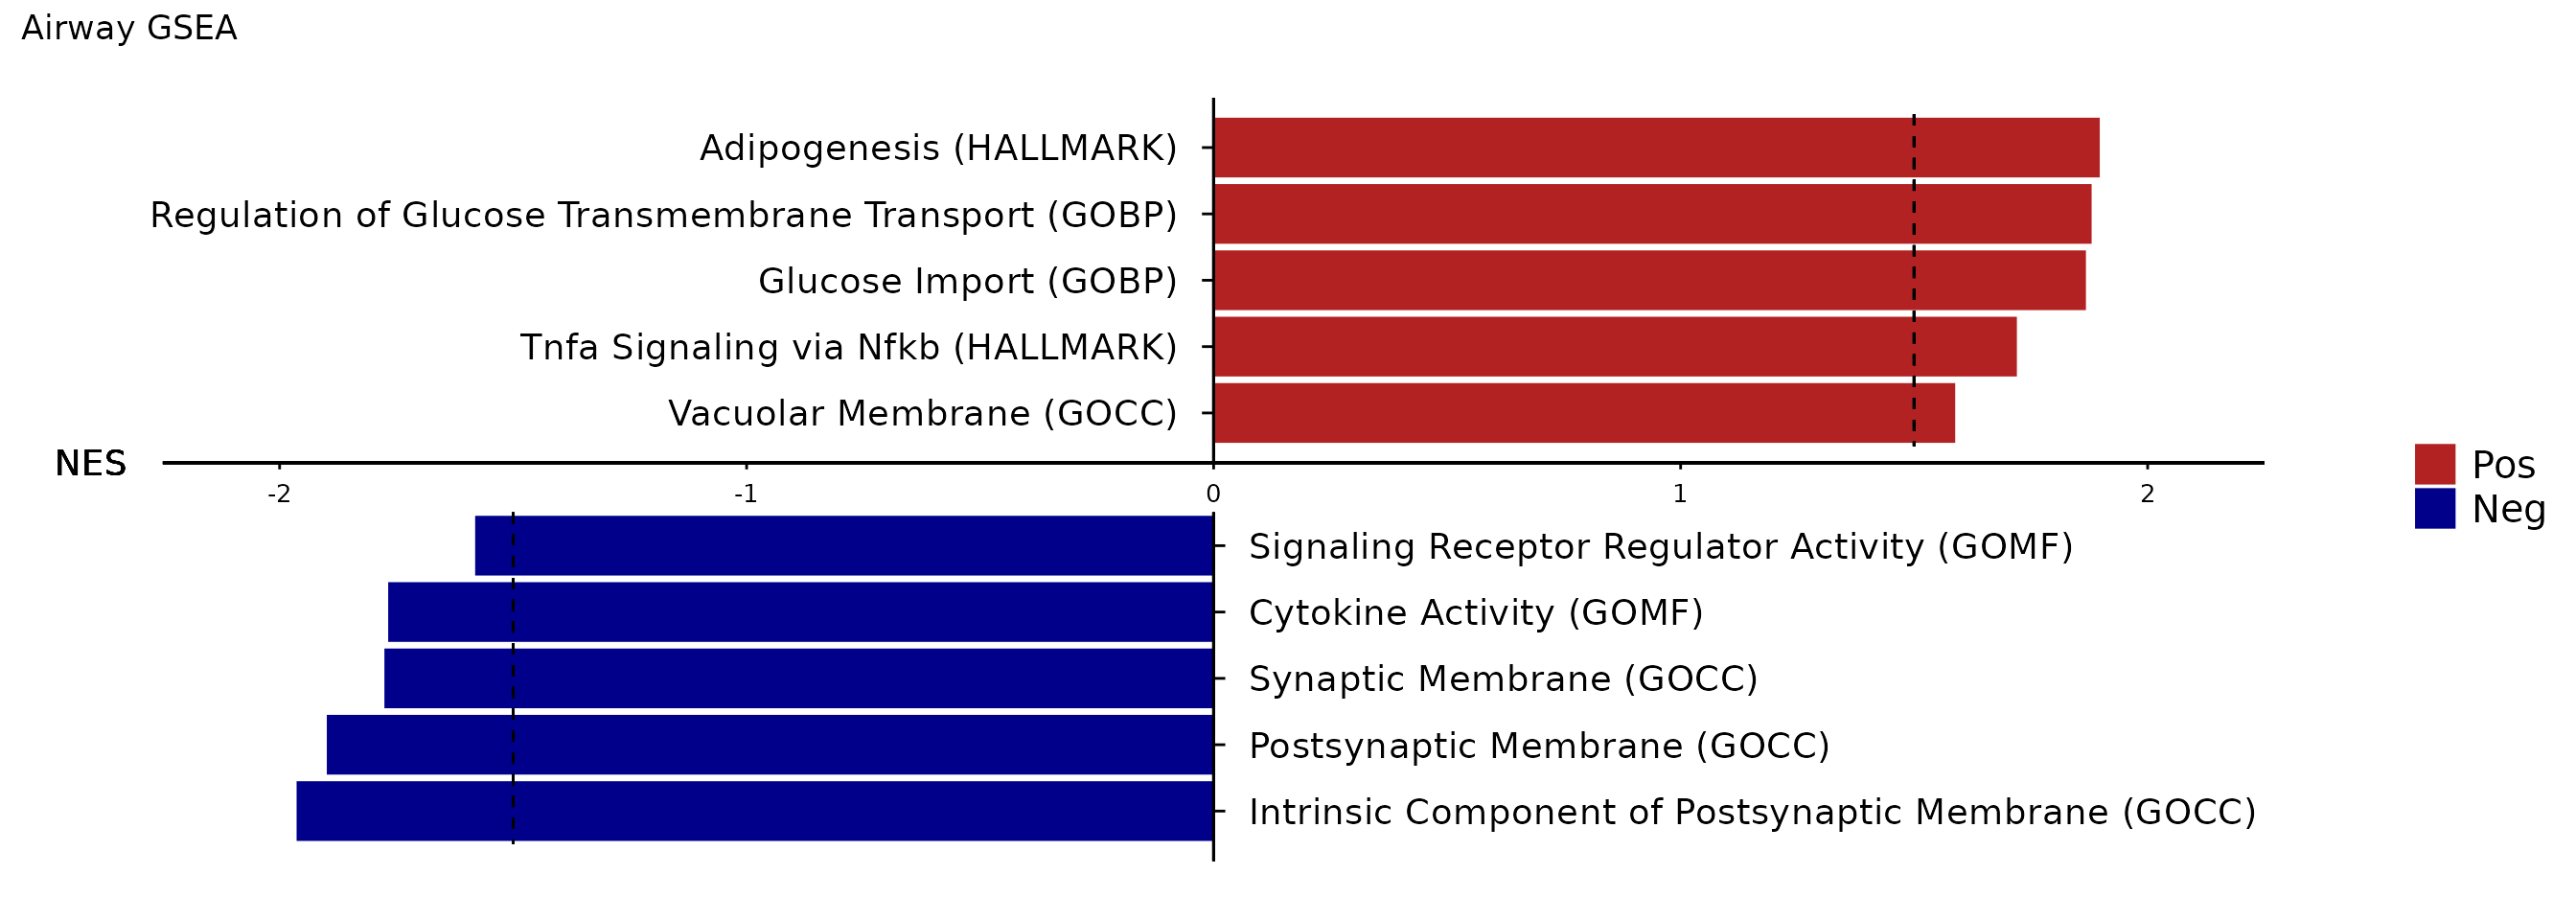 Airway GSEA
Adipogenesis (HALLMARK)
Regulation of Glucose Transmembrane Transport (GOBP)
Glucose Import (GOBP)
Tnfa Signaling via Nfkb (HALLMARK)
Vacuolar Membrane (GOCC)
NES
-2 -1 0 1 2
Pos
Neg
Signaling Receptor Regulator Activity (GOMF)
Cytokine Activity (GOMF)
Synaptic Membrane (GOCC)
Postsynaptic Membrane (GOCC)
Intrinsic Component of Postsynaptic Membrane (GOCC)